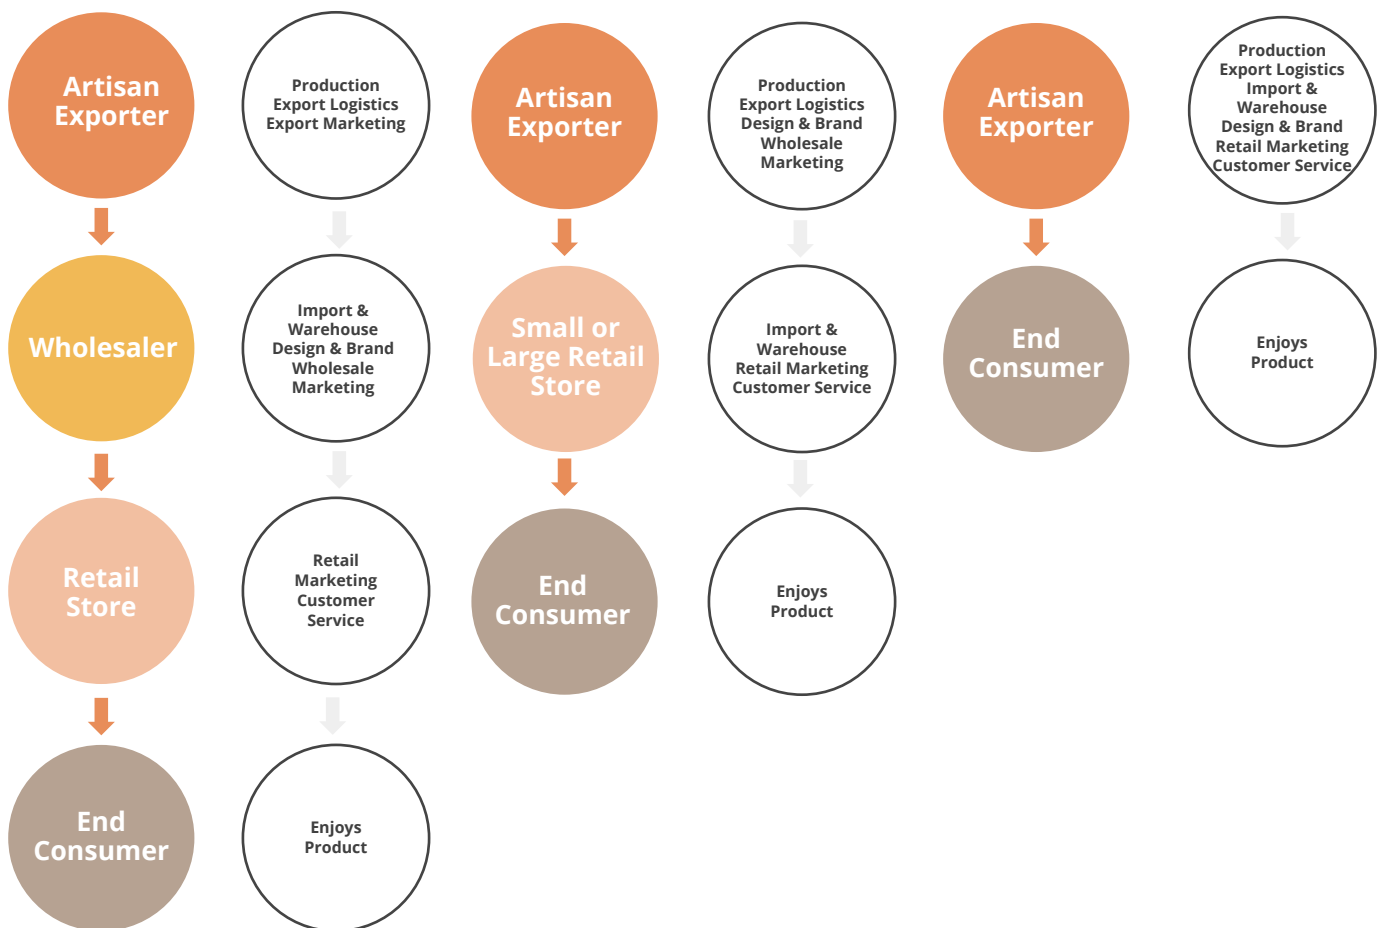 Artisan
Exporter
Production
Export Logistics
Export Marketing
Wholesaler
Import &
Warehouse
Design & Brand
Wholesale
Marketing
Retail
Store
Retail
Marketing
Customer
Service
End
Consumer
Enjoys
Product
Artisan
Exporter
Production
Export Logistics
Design & Brand
Wholesale
Marketing
Small or
Large Retail
Store
Import &
Warehouse
Retail Marketing
Customer Service
End
Consumer
Enjoys
Product
Artisan
Exporter
Production
Export Logistics
Import &
Warehouse
Design & Brand
Retail Marketing
Customer Service
End
Consumer
Enjoys
Product